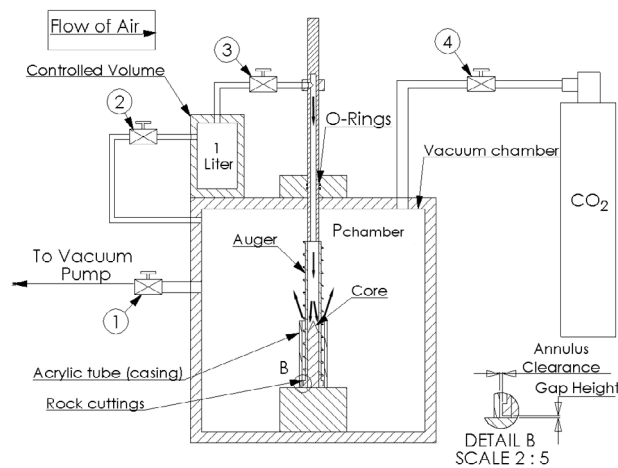 Flow of Air
Controlled Volume
3
4
2
1
Liter
O-Rings
Vacuum chamber
CO2
Pchamber
To Vacuum
Pump
Auger
Core
1
Acrylic tube (casing)
B
Rock cuttings
Annulus
Clearance
Gap Height
DETAIL B
SCALE 2 : 5